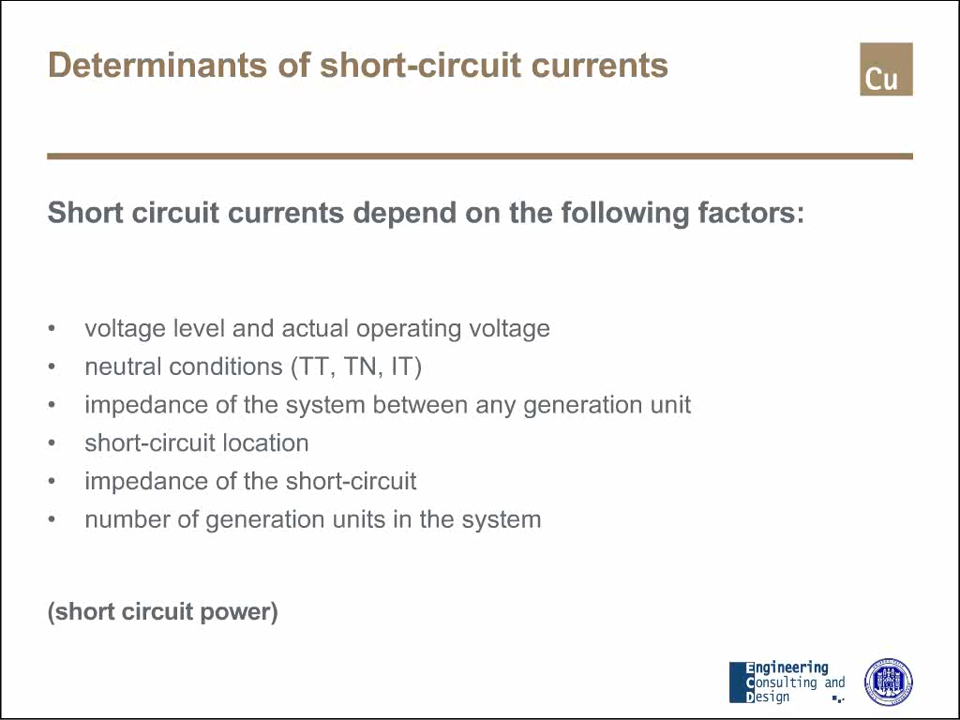 Determinants of short-circuit currents
Cu
Short circuit currents depend on the following factors:
• voltage level and actual operating voltage
• neutral conditions (TT, TN, IT)
• impedance of the system between any generation unit
• short-circuit location
• impedance of the short-circuit
• number of generation units in the system
(short circuit power)
Engineering
Consulting and
Design